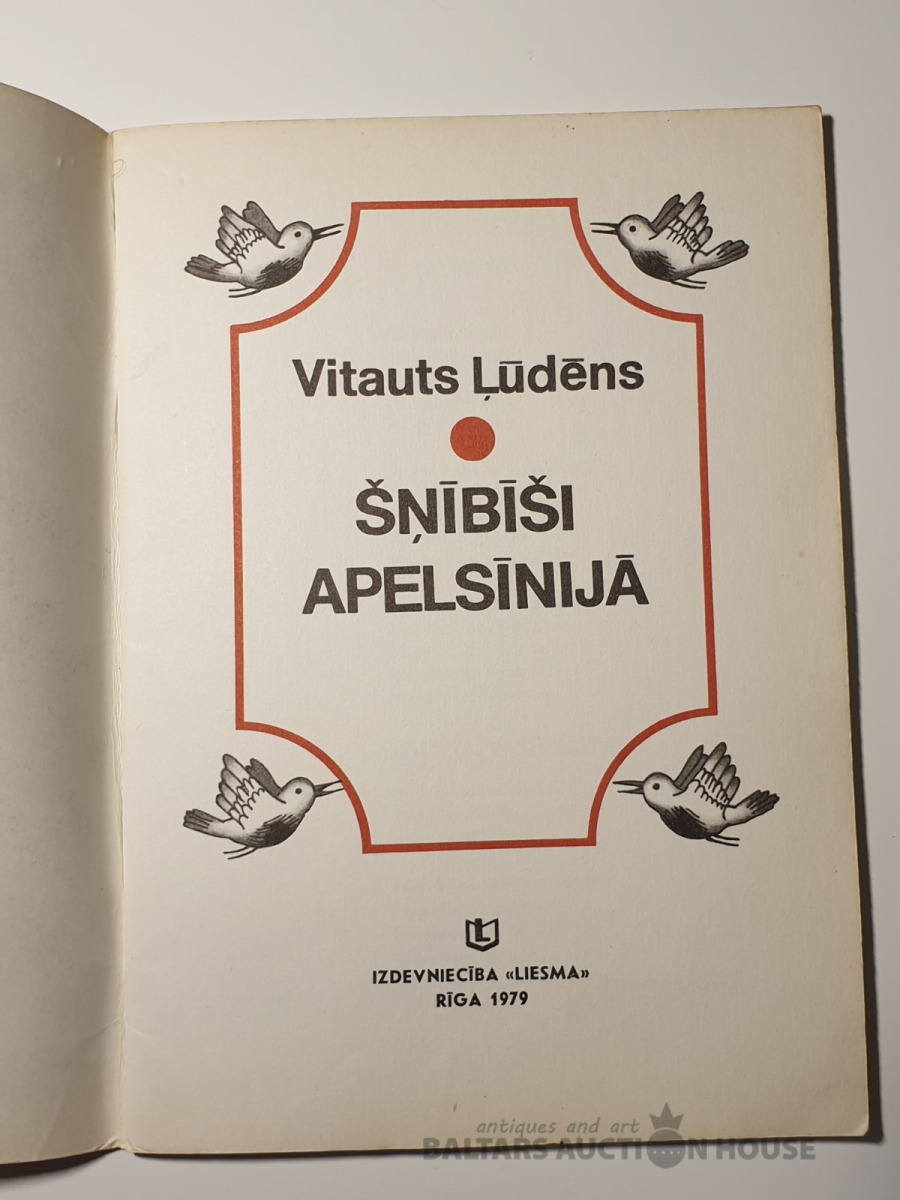 Vitauts Ļūdēns
ŠŅĪBĪŠI
APELSĪNIJĀ
L
IZDEVNIECĪBA «LIESMA»
RĪGA 1979
antiques and art
BALTARS AUCTION HOUSE